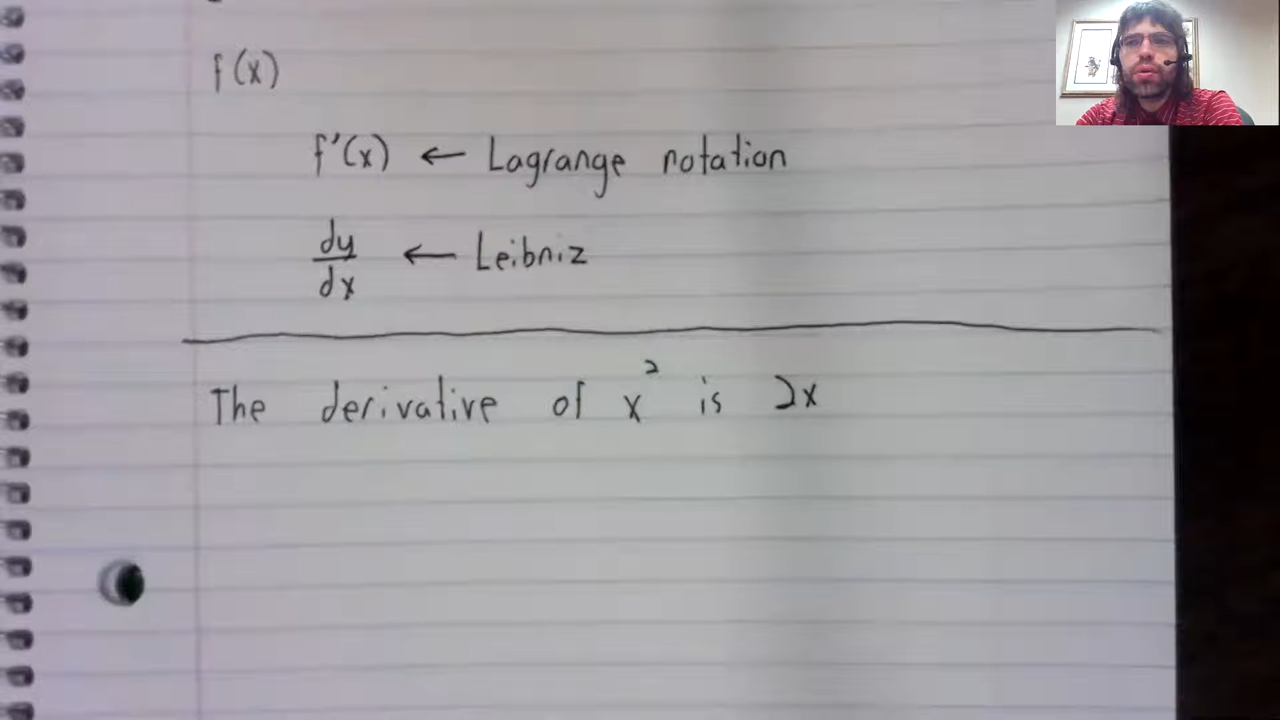 f(x)
f'(x) ← Lagrange notation
dy/dx ← Leibniz
The derivative of x² is 2x